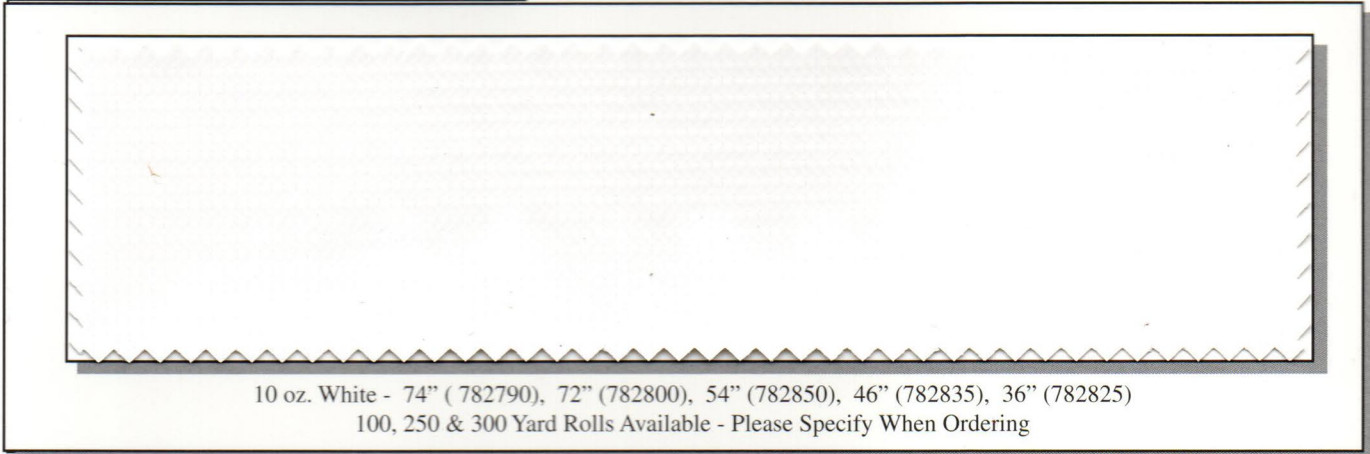 10 oz. White - 74” ( 782790), 72” (782800), 54” (782850), 46” (782835), 36” (782825)
100, 250 & 300 Yard Rolls Available - Please Specify When Ordering